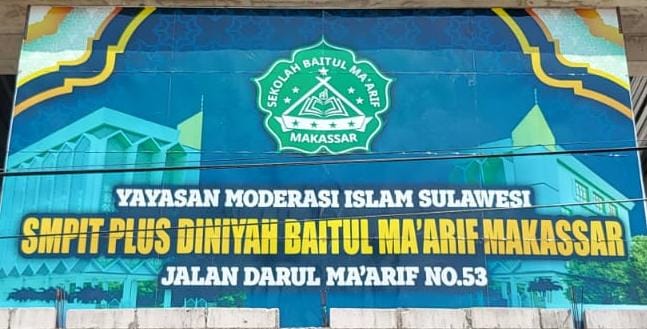 SEKOLAH BAITUL MA'ARIF
MAKASSAR
YAYASAN MODERASI ISLAM SULAWESI
SMPIT PLUS DINIYAH BAITUL MA'ARIF MAKASSAR
JALAN DARUL MA'ARIF NO.53